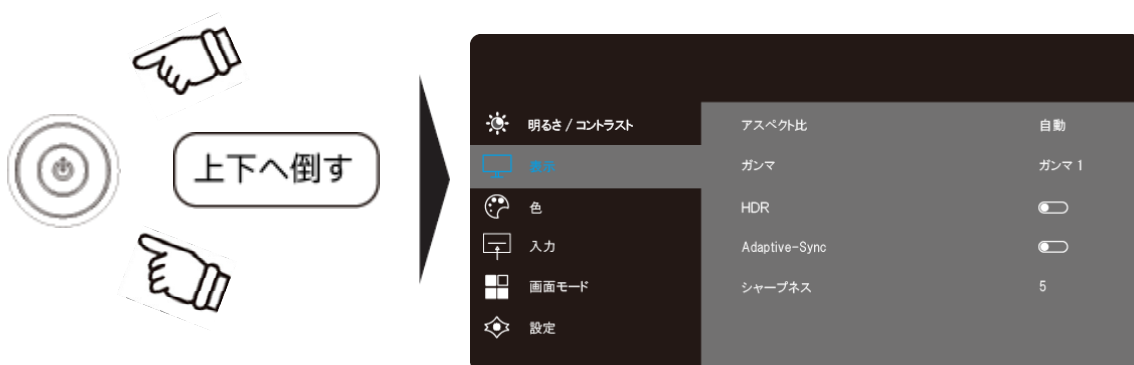 上下へ倒す
明るさ / コントラスト
表示
色
入力
画面モード
設定
アスペクト比 自動
ガンマ ガンマ 1
HDR
Adaptive-Sync
シャープネス 5